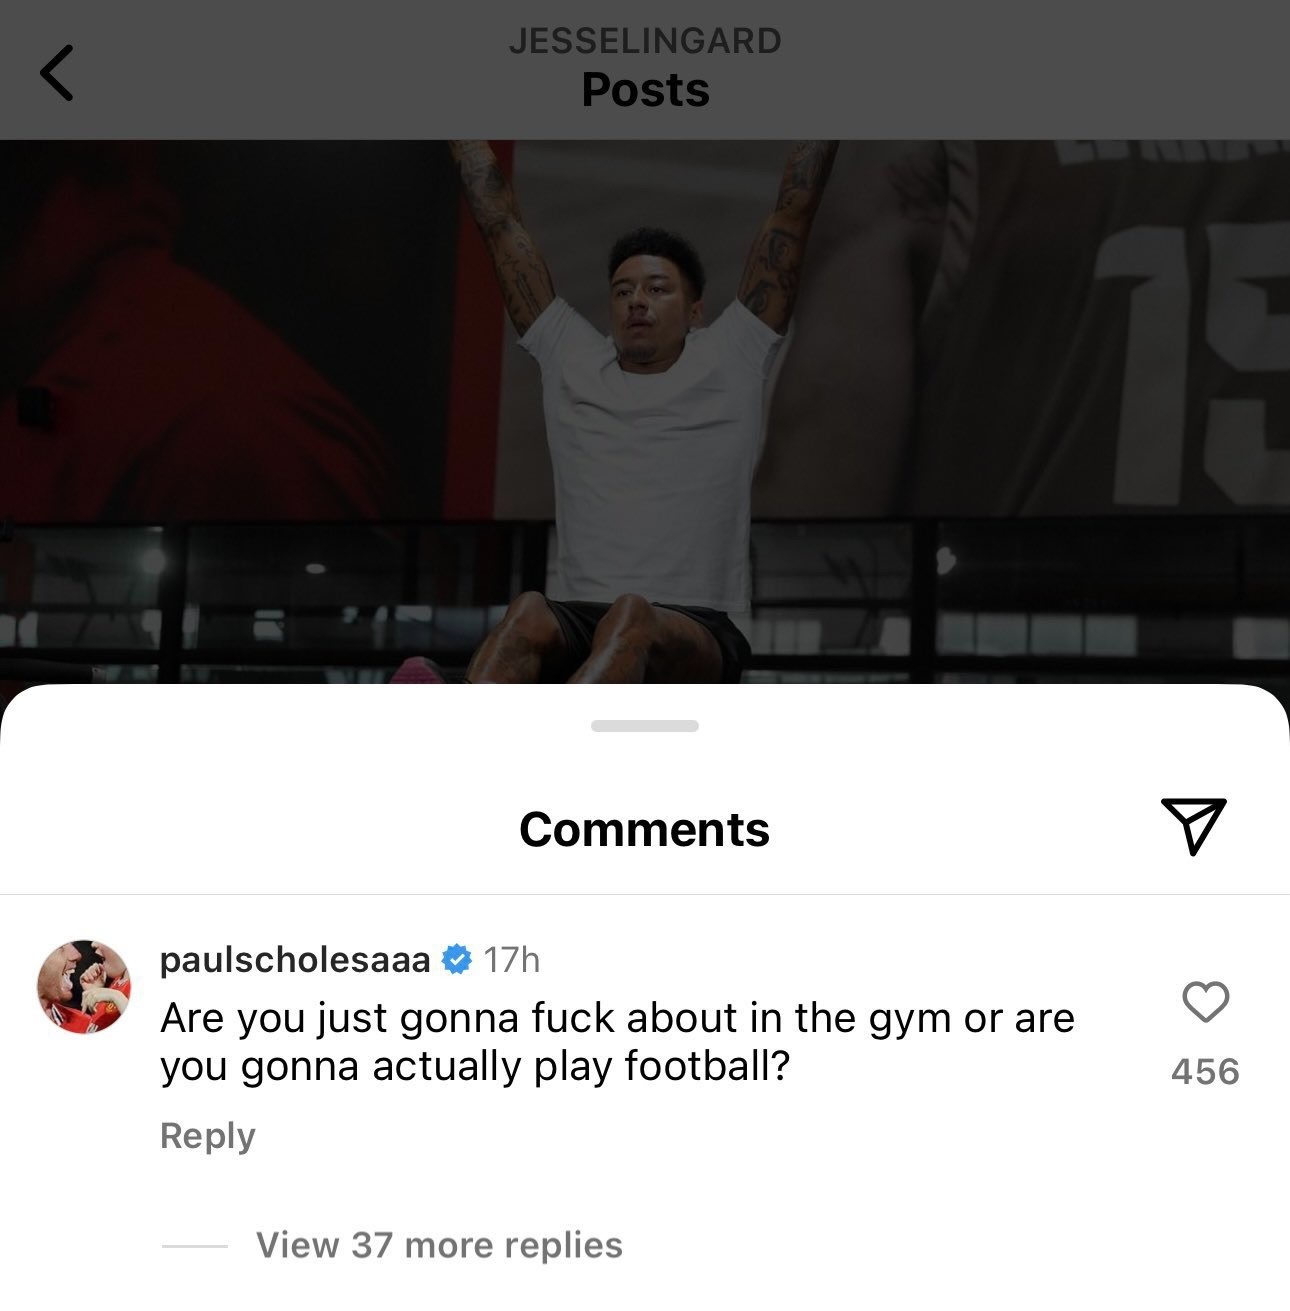 JESSELINGARD
Posts
15
Comments
paulscholesaaa 17h
Are you just gonna fuck about in the gym or are
you gonna actually play football?
456
Reply
View 37 more replies